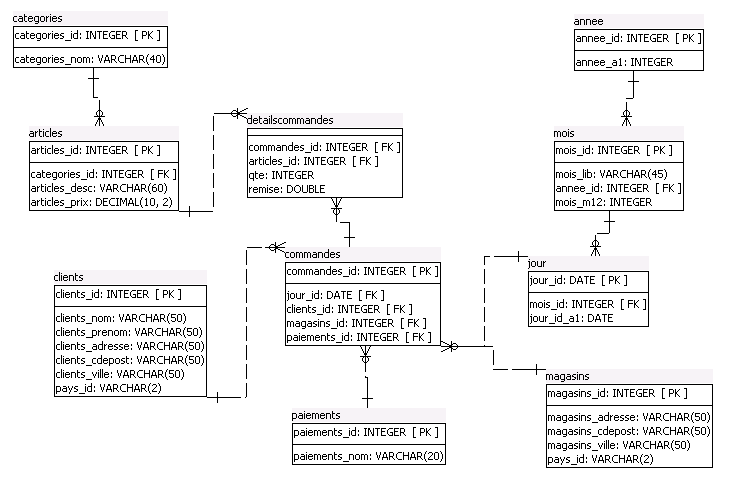 categories
categories_id: INTEGER [ PK ]
categories_nom: VARCHAR(40)
annee
annee_id: INTEGER [ PK ]
annee_a1: INTEGER
articles
articles_id: INTEGER [ PK ]
categories_id: INTEGER [ FK ]
articles_desc: VARCHAR(60)
articles_prix: DECIMAL(10, 2)
detailscommandes
commandes_id: INTEGER [ FK ]
articles_id: INTEGER [ FK ]
qte: INTEGER
remise: DOUBLE
mois
mois_id: INTEGER [ PK ]
mois_lib: VARCHAR(45)
annee_id: INTEGER [ FK ]
mois_m12: INTEGER
clients
clients_id: INTEGER [ PK ]
clients_nom: VARCHAR(50)
clients_prenom: VARCHAR(50)
clients_adresse: VARCHAR(50)
clients_cdepost: VARCHAR(50)
clients_ville: VARCHAR(50)
pays_id: VARCHAR(2)
commandes
commandes_id: INTEGER [ PK ]
jour_id: DATE [ FK ]
clients_id: INTEGER [ FK ]
magasins_id: INTEGER [ FK ]
paiements_id: INTEGER [ FK ]
jour
jour_id: DATE [ PK ]
mois_id: INTEGER [ FK ]
jour_id_a1: DATE
paiements
paiements_id: INTEGER [ PK ]
paiements_nom: VARCHAR(20)
magasins
magasins_id: INTEGER [ PK ]
magasins_adresse: VARCHAR(50)
magasins_cdepost: VARCHAR(50)
magasins_ville: VARCHAR(50)
pays_id: VARCHAR(2)